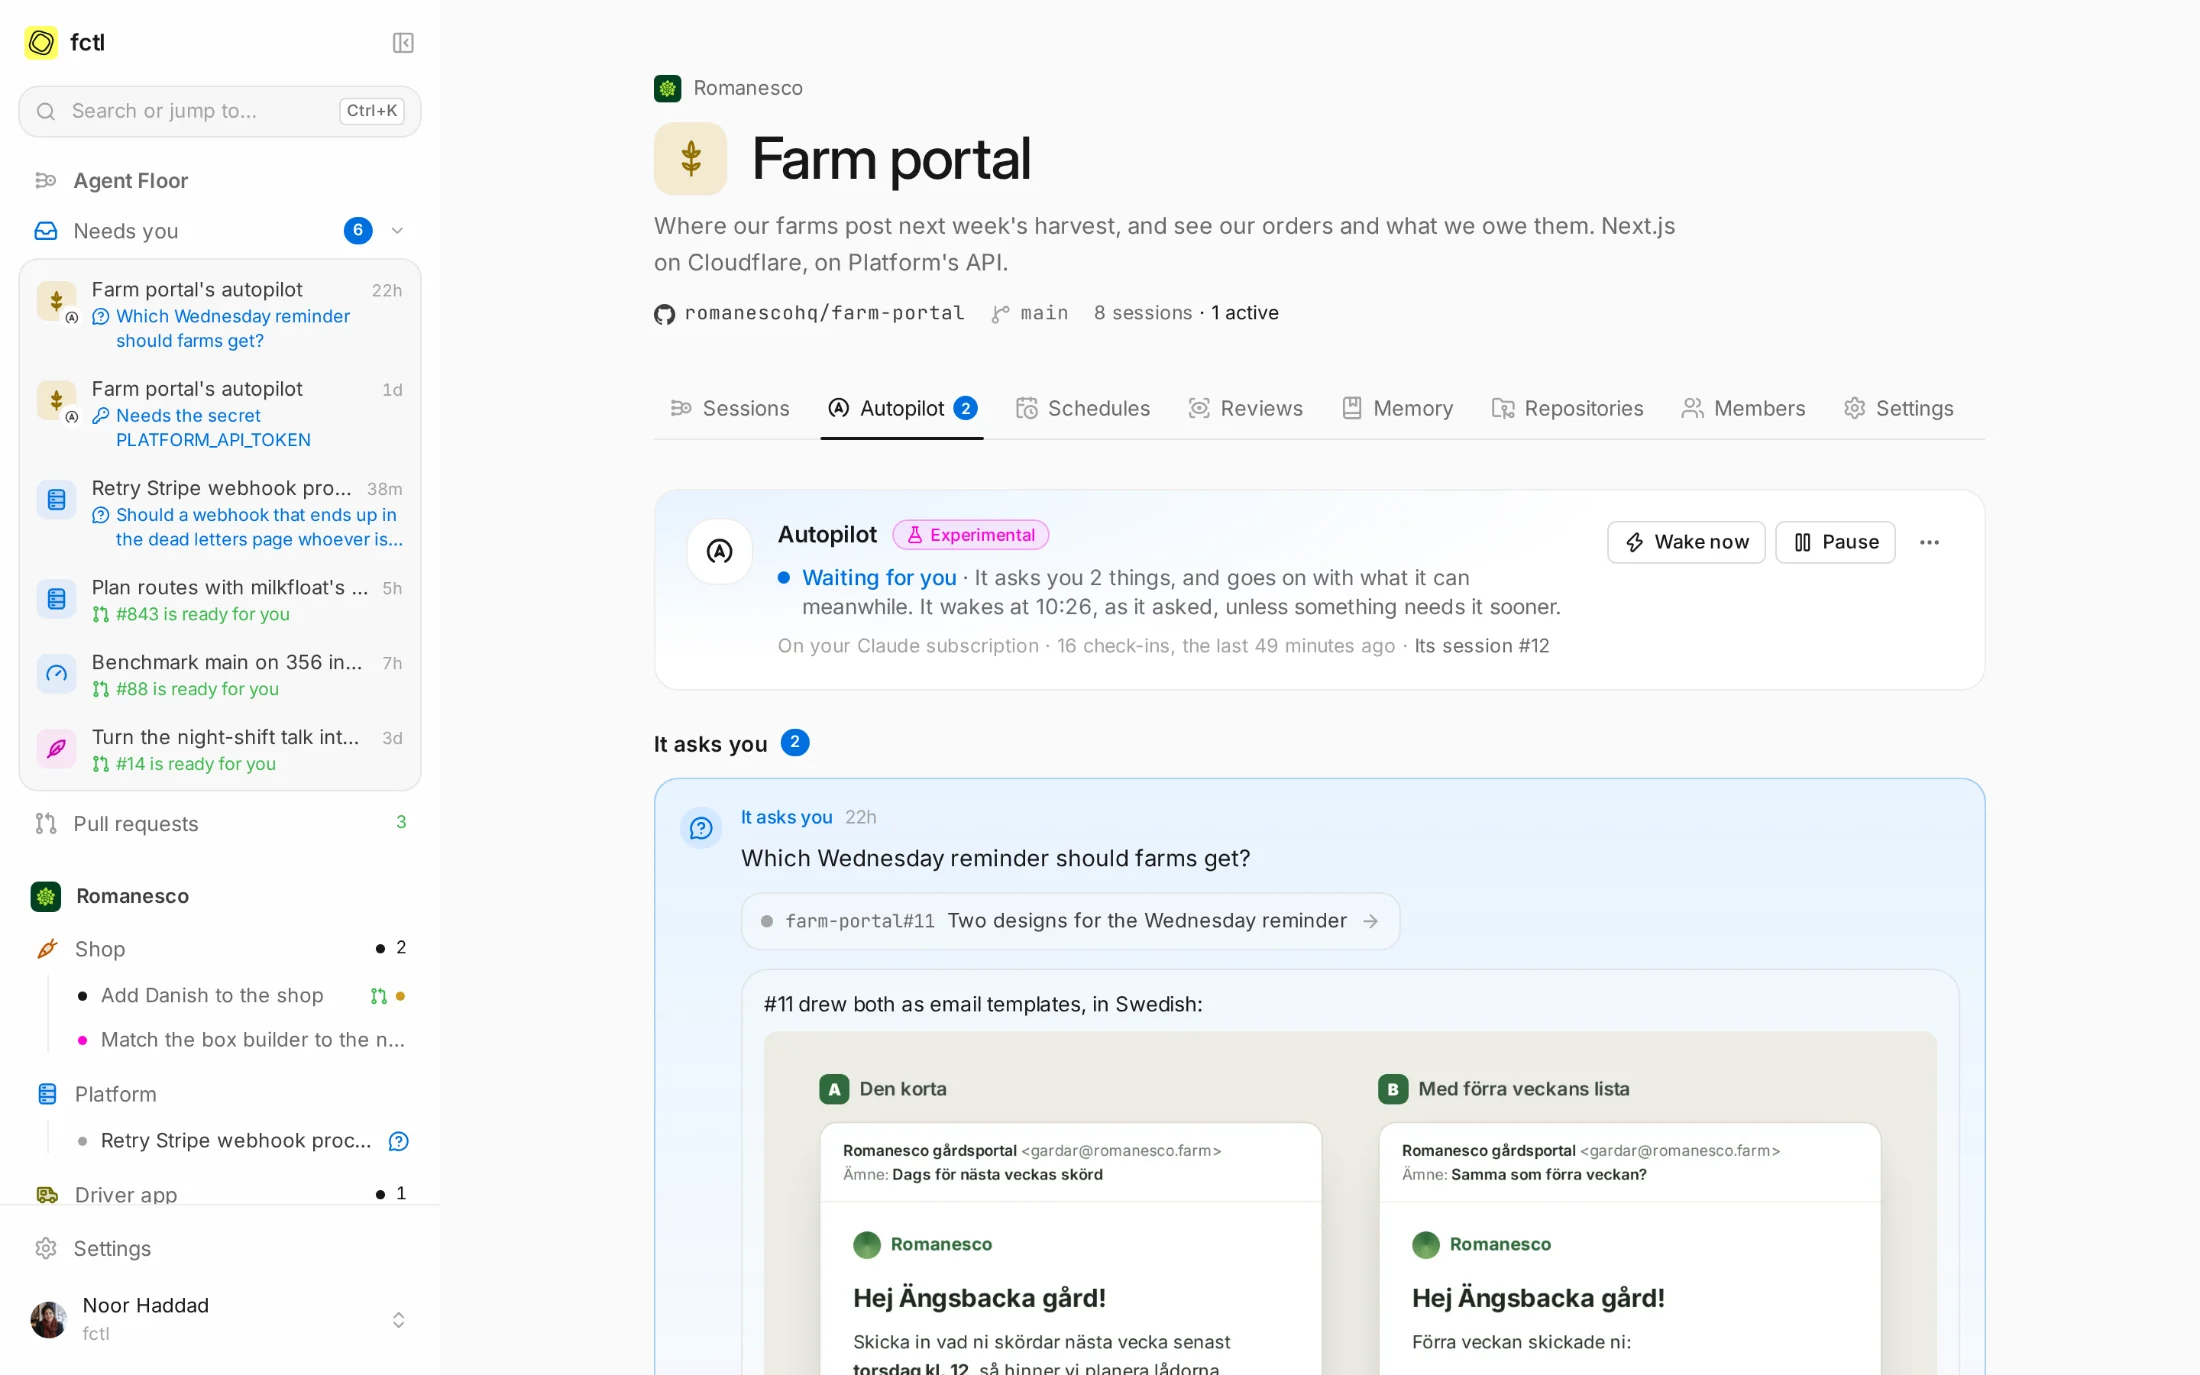 fctl
Search or jump to...
Ctrl+K
Agent Floor
Needs you
6
Farm portal's autopilot
22h
Which Wednesday reminder
should farms get?
Farm portal's autopilot
1d
Needs the secret
PLATFORM_API_TOKEN
Retry Stripe webhook pro...
38m
Should a webhook that ends up in
the dead letters page whoever is...
Plan routes with milkfloat's ...
5h
#843 is ready for you
Benchmark main on 356 in...
7h
#88 is ready for you
Turn the night-shift talk int...
3d
#14 is ready for you
Pull requests
3
Romanesco
Shop
2
Add Danish to the shop
Match the box builder to the n...
Platform
Retry Stripe webhook proc...
Driver app
1
Settings
Noor Haddad
fctl
Romanesco
Farm portal
Where our farms post next week's harvest, and see our orders and what we owe them. Next.js
on Cloudflare, on Platform's API.
romanescohq/farm-portal
main
8 sessions · 1 active
Sessions
Autopilot 2
Schedules
Reviews
Memory
Repositories
Members
Settings
Autopilot
Experimental
Waiting for you · It asks you 2 things, and goes on with what it can
meanwhile. It wakes at 10:26, as it asked, unless something needs it sooner.
On your Claude subscription · 16 check-ins, the last 49 minutes ago · Its session #12
Wake now
Pause
It asks you 2
It asks you 22h
Which Wednesday reminder should farms get?
farm-portal#11 Two designs for the Wednesday reminder
#11 drew both as email templates, in Swedish:
A Den korta
Romanesco gårdsportal <gardar@romanesco.farm>
Ämne: Dags för nästa veckas skörd
Romanesco
Hej Ängsbacka gård!
Skicka in vad ni skördar nästa vecka senast
torsdag kl. 12, så hinner vi planera lådorna
B Med förra veckans lista
Romanesco gårdsportal <gardar@romanesco.farm>
Ämne: Samma som förra veckan?
Romanesco
Hej Ängsbacka gård!
Förra veckan skickade ni: